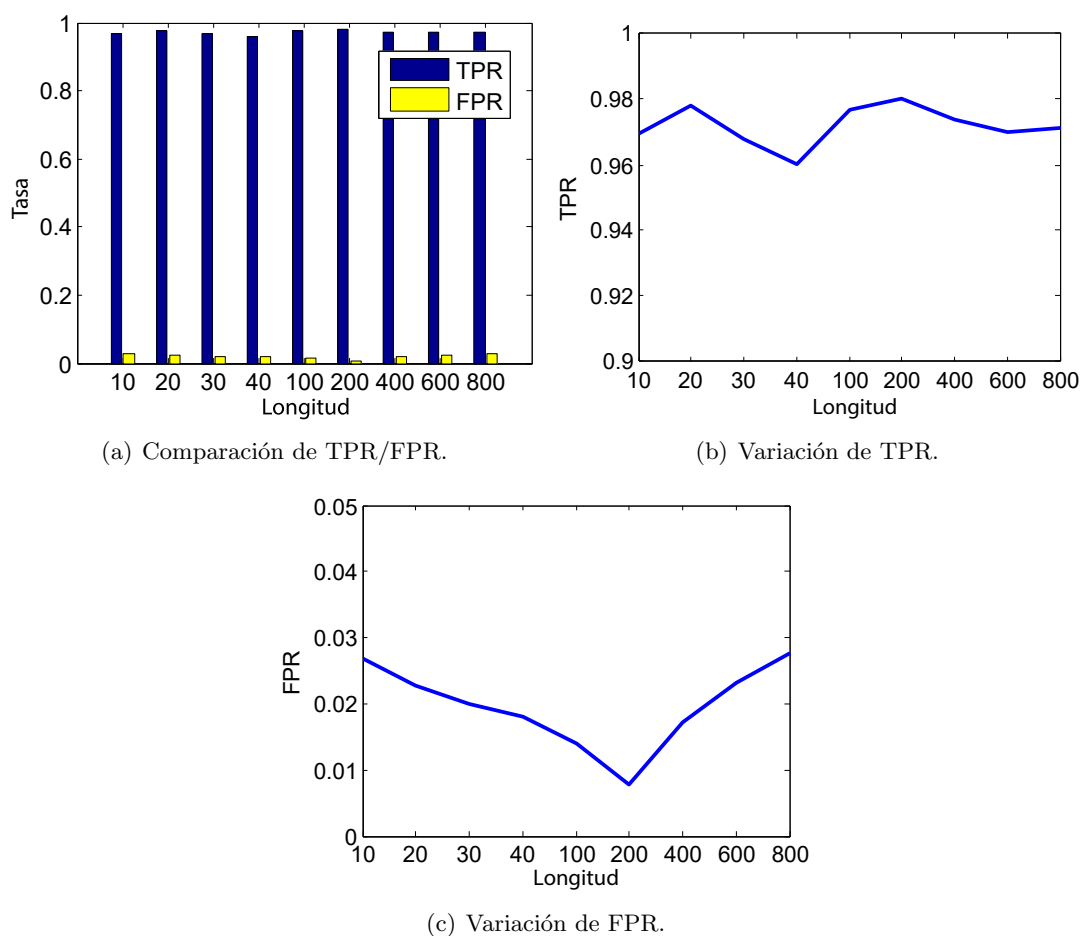 1
0.8
0.6
0.4
0.2
0
Tasa
TPR
FPR
10 20 30 40 100 200 400 600 800
Longitud
(a) Comparación de TPR/FPR.
1
0.98
0.96
0.94
0.92
0.9
TPR
10 20 30 40 100 200 400 600 800
Longitud
(b) Variación de TPR.
0.05
0.04
0.03
0.02
0.01
0
FPR
10 20 30 40 100 200 400 600 800
Longitud
(c) Variación de FPR.